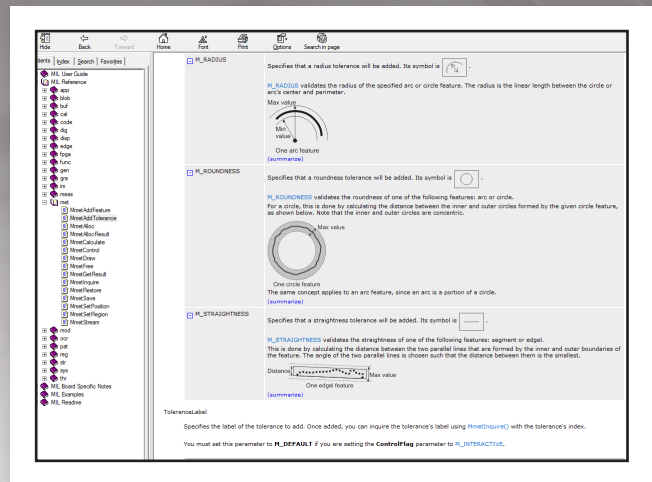 Hide
Back
Forward
Home
Font
Print
Options
Search in page
tents
Index
Search
Favorites
MIL User Guide
MIL Reference
app
blob
buf
cal
code
dig
disp
edge
fpga
func
gen
gra
im
meas
met
MmetAddFeature
MmetAddTolerance
MmetAlloc
MmetAllocResult
MmetCalculate
MmetControl
MmetDraw
MmetFree
MmetGetResult
MmetInquire
MmetRestore
MmetSave
MmetSetPosition
MmetSetRegion
MmetStream
mod
ocr
pat
reg
str
sys
thr
MIL Board Specific Notes
MIL Examples
MIL Readme
M_RADIUS
Specifies that a radius tolerance will be added. Its symbol is .
M_RADIUS validates the radius of the specified arc or circle feature. The radius is the linear length between the circle or
arc's center and perimeter.
Max value
Min
value
One arc feature
(summarize)
M_ROUNDNESS
Specifies that a roundness tolerance will be added. Its symbol is .
M_ROUNDNESS validates the roundness of one of the following features: arc or circle.
For a circle, this is done by calculating the distance between the inner and outer circles formed by the given circle feature,
as shown below. Note that the inner and outer circles are concentric.
Max value
One circle feature
The same concept applies to an arc feature, since an arc is a portion of a circle.
(summarize)
M_STRAIGHTNESS
Specifies that a straightness tolerance will be added. Its symbol is .
M_STRAIGHTNESS validates the straightness of one of the following features: segment or edgel.
This is done by calculating the distance between the two parallel lines that are formed by the inner and outer boundaries of
the feature. The angle of the two parallel lines is chosen such that the distance between them is the smallest.
Distance
Max value
One edgel feature
(summarize)
ToleranceLabel
Specifies the label of the tolerance to add. Once added, you can inquire the tolerance's label using MmetInquire() with the tolerance's index.
You must set this parameter to M_DEFAULT if you are setting the ControlFlag parameter to M_INTERACTIVE.